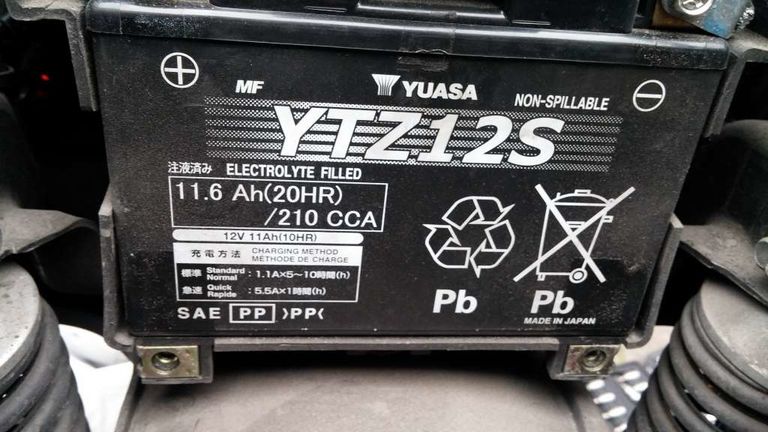 MF YUASA NON-SPILLABLE
YTZ12S
注液済み ELECTROLYTE FILLED
11.6 Ah(20HR)
/210 CCA
12V 11Ah(10HR)
充電方法 CHARGING METHOD
METHODE DE CHARGE
標準 Standard Normal : 1.1A×5~10時間(h)
急速 Quick Rapide : 5.5A×1時間(h)
SAE PP >PP<
Pb
Pb
MADE IN JAPAN